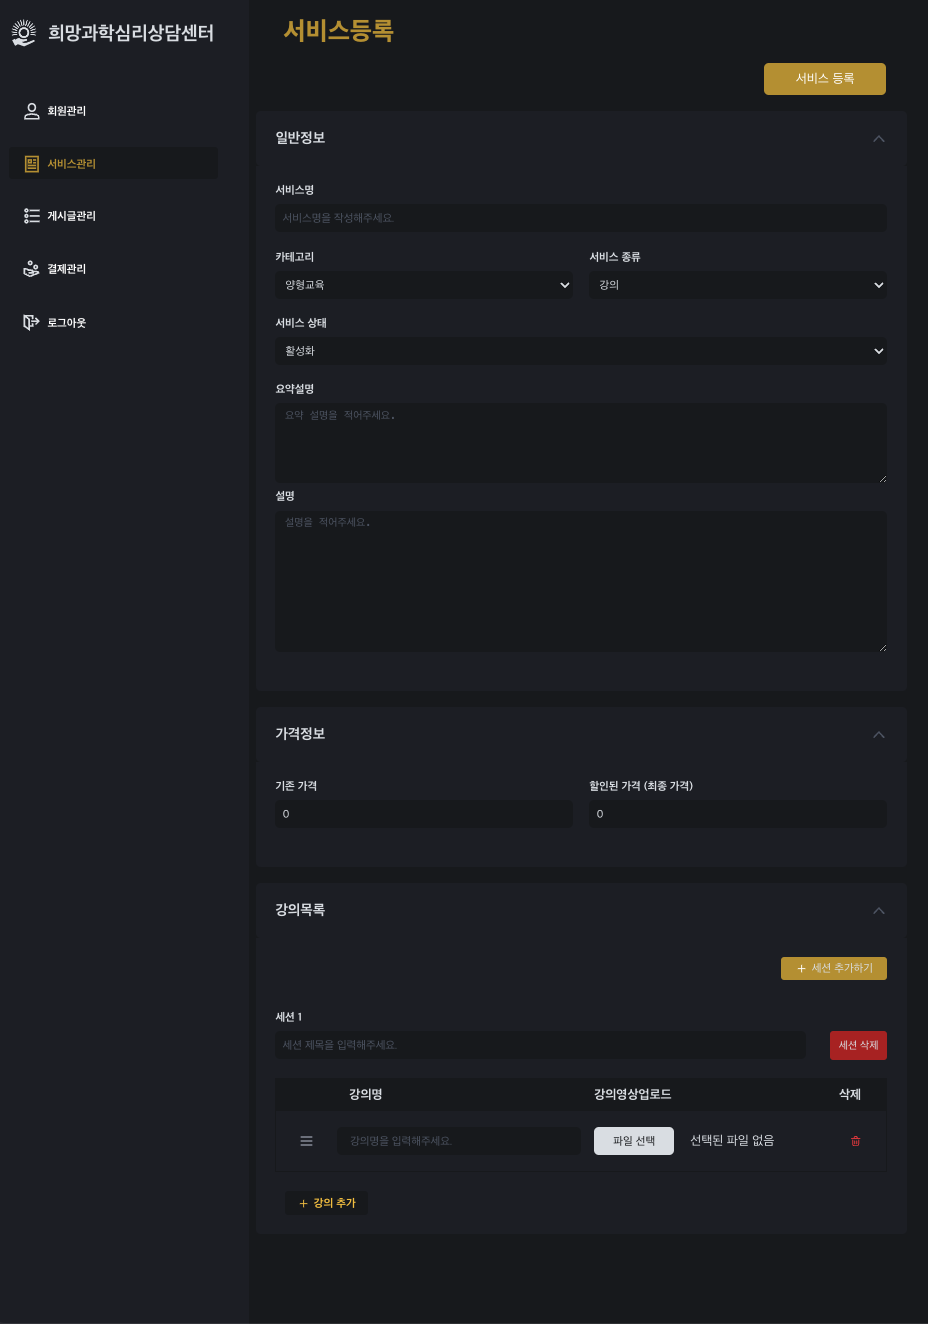 희망과학심리상담센터
회원관리
서비스관리
게시글관리
결제관리
로그아웃
서비스등록
서비스 등록
일반정보
서비스명
서비스명을 작성해주세요.
카테고리
서비스 종류
양형교육
강의
서비스 상태
활성화
요약설명
요약 설명을 적어주세요.
설명
설명을 적어주세요.
가격정보
기존 가격
할인된 가격 (최종 가격)
0
0
강의목록
+ 세션 추가하기
세션 1
세션 제목을 입력해주세요.
세션 삭제
강의명
강의영상업로드
삭제
강의명을 입력해주세요.
파일 선택
선택된 파일 없음
+ 강의 추가